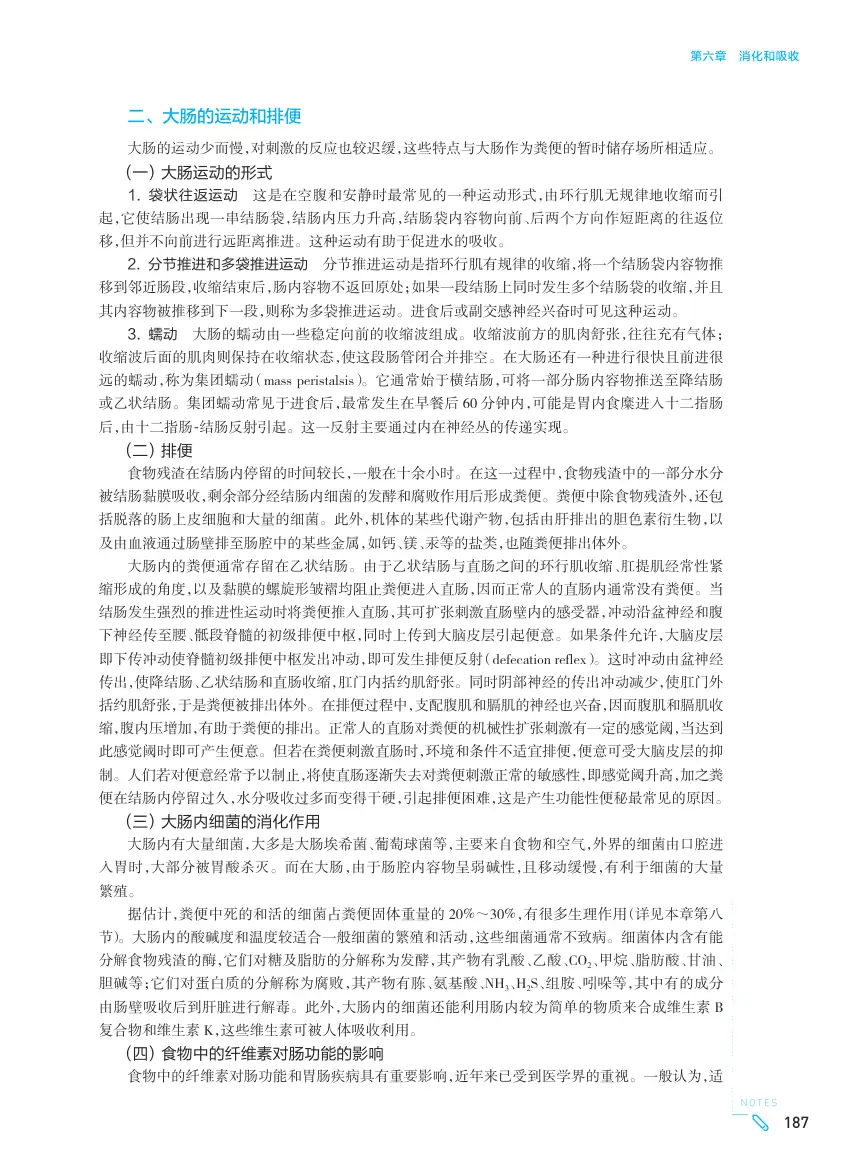 第六章　消化和吸收
二、大肠的运动和排便
大肠的运动少而慢,对刺激的反应也较迟缓,这些特点与大肠作为粪便的暂时储存场所相适应。
（一）大肠运动的形式
1. 袋状往返运动　这是在空腹和安静时最常见的一种运动形式,由环行肌无规律地收缩而引
起,它使结肠出现一串结肠袋,结肠内压力升高,结肠袋内容物向前、后两个方向作短距离的往返位
移,但并不向前进行远距离推进。这种运动有助于促进水的吸收。
2. 分节推进和多袋推进运动　分节推进运动是指环行肌有规律的收缩,将一个结肠袋内容物推
移到邻近肠段,收缩结束后,肠内容物不返回原处;如果一段结肠上同时发生多个结肠袋的收缩,并且
其内容物被推移到下一段,则称为多袋推进运动。进食后或副交感神经兴奋时可见这种运动。
3. 蠕动　大肠的蠕动由一些稳定向前的收缩波组成。收缩波前方的肌肉舒张,往往充有气体;
收缩波后面的肌肉则保持在收缩状态,使这段肠管闭合并排空。在大肠还有一种进行很快且前进很
远的蠕动,称为集团蠕动（mass peristalsis）。它通常始于横结肠,可将一部分肠内容物推送至降结肠
或乙状结肠。集团蠕动常见于进食后,最常发生在早餐后 60 分钟内,可能是胃内食糜进入十二指肠
后,由十二指肠-结肠反射引起。这一反射主要通过内在神经丛的传递实现。
（二）排便
食物残渣在结肠内停留的时间较长,一般在十余小时。在这一过程中,食物残渣中的一部分水分
被结肠黏膜吸收,剩余部分经结肠内细菌的发酵和腐败作用后形成粪便。粪便中除食物残渣外,还包
括脱落的肠上皮细胞和大量的细菌。此外,机体的某些代谢产物,包括由肝排出的胆色素衍生物,以
及由血液通过肠壁排至肠腔中的某些金属,如钙、镁、汞等的盐类,也随粪便排出体外。
大肠内的粪便通常存留在乙状结肠。由于乙状结肠与直肠之间的环行肌收缩、肛提肌经常性紧
缩形成的角度,以及黏膜的螺旋形皱褶均阻止粪便进入直肠,因而正常人的直肠内通常没有粪便。当
结肠发生强烈的推进性运动时将粪便推入直肠,其可扩张刺激直肠壁内的感受器,冲动沿盆神经和腹
下神经传至腰、骶段脊髓的初级排便中枢,同时上传到大脑皮层引起便意。如果条件允许,大脑皮层
即下传冲动使脊髓初级排便中枢发出冲动,即可发生排便反射（defecation reflex）。这时冲动由盆神经
传出,使降结肠、乙状结肠和直肠收缩,肛门内括约肌舒张。同时阴部神经的传出冲动减少,使肛门外
括约肌舒张,于是粪便被排出体外。在排便过程中,支配腹肌和膈肌的神经也兴奋,因而腹肌和膈肌收
缩,腹内压增加,有助于粪便的排出。正常人的直肠对粪便的机械性扩张刺激有一定的感觉阈,当达到
此感觉阈时即可产生便意。但若在粪便刺激直肠时,环境和条件不适宜排便,便意可受大脑皮层的抑
制。人们若对便意经常予以制止,将使直肠逐渐失去对粪便刺激正常的敏感性,即感觉阈升高,加之粪
便在结肠内停留过久,水分吸收过多而变得干硬,引起排便困难,这是产生功能性便秘最常见的原因。
（三）大肠内细菌的消化作用
大肠内有大量细菌,大多是大肠埃希菌、葡萄球菌等,主要来自食物和空气,外界的细菌由口腔进
入胃时,大部分被胃酸杀灭。而在大肠,由于肠腔内容物呈弱碱性,且移动缓慢,有利于细菌的大量
繁殖。
据估计,粪便中死的和活的细菌占粪便固体重量的 20%～30%,有很多生理作用（详见本章第八
节）。大肠内的酸碱度和温度较适合一般细菌的繁殖和活动,这些细菌通常不致病。细菌体内含有能
分解食物残渣的酶,它们对糖及脂肪的分解称为发酵,其产物有乳酸、乙酸、CO₂、甲烷、脂肪酸、甘油、
胆碱等;它们对蛋白质的分解称为腐败,其产物有胨、氨基酸、NH₃、H₂S、组胺、吲哚等,其中有的成分
由肠壁吸收后到肝脏进行解毒。此外,大肠内的细菌还能利用肠内较为简单的物质来合成维生素 B
复合物和维生素 K,这些维生素可被人体吸收利用。
（四）食物中的纤维素对肠功能的影响
食物中的纤维素对肠功能和胃肠疾病具有重要影响,近年来已受到医学界的重视。一般认为,适
NOTES
187